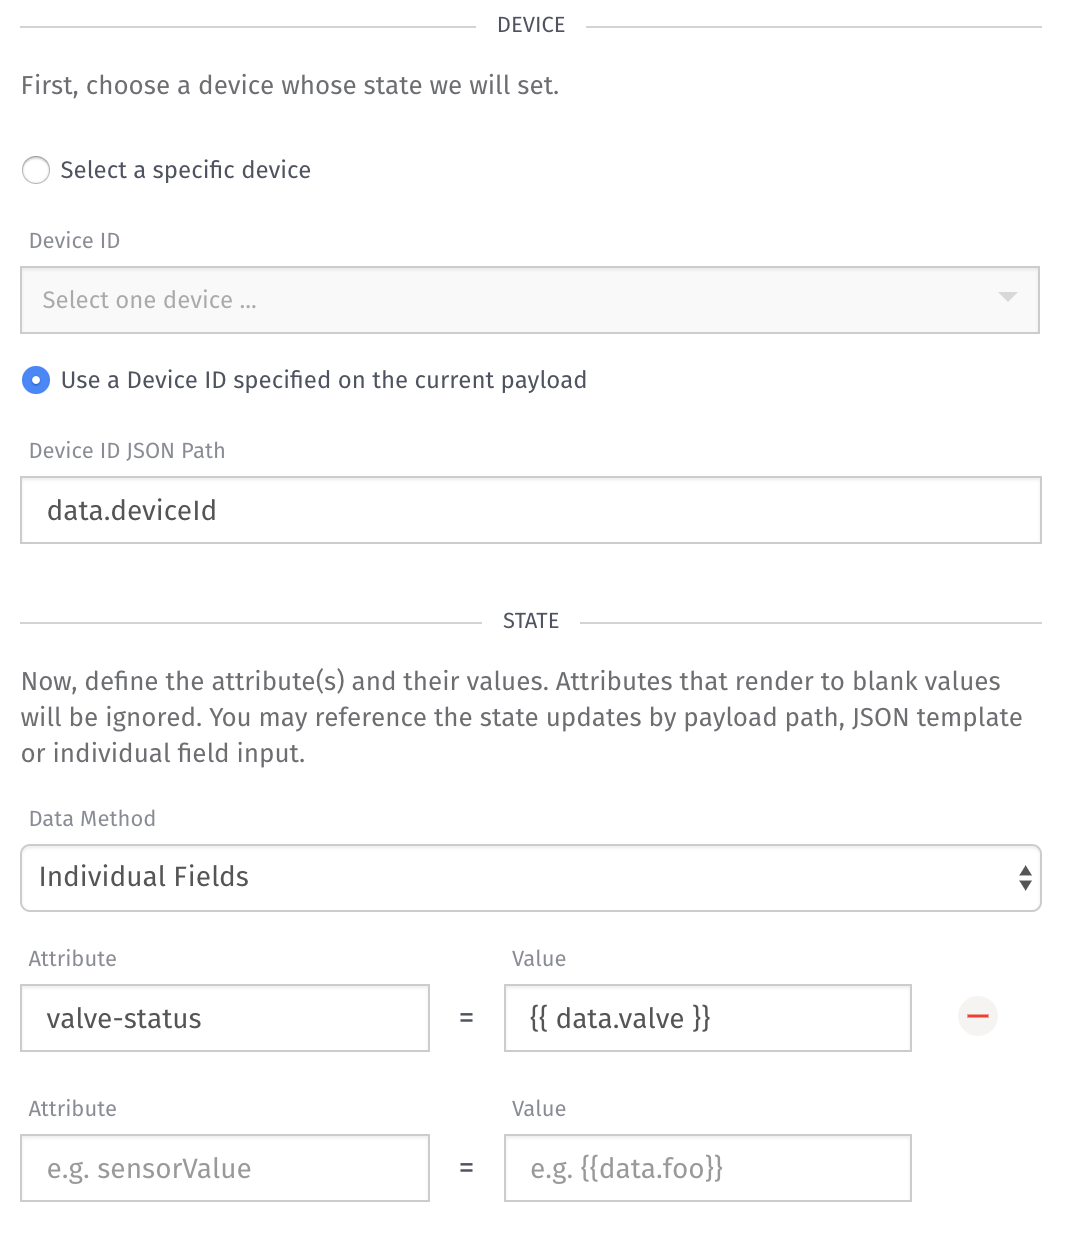 DEVICE
First, choose a device whose state we will set.
Select a specific device
Device ID
Select one device ...
Use a Device ID specified on the current payload
Device ID JSON Path
data.deviceId
STATE
Now, define the attribute(s) and their values. Attributes that render to blank values
will be ignored. You may reference the state updates by payload path, JSON template
or individual field input.
Data Method
Individual Fields
Attribute Value
valve-status = {{ data.valve }}
Attribute Value
e.g. sensorValue = e.g. {{data.foo}}